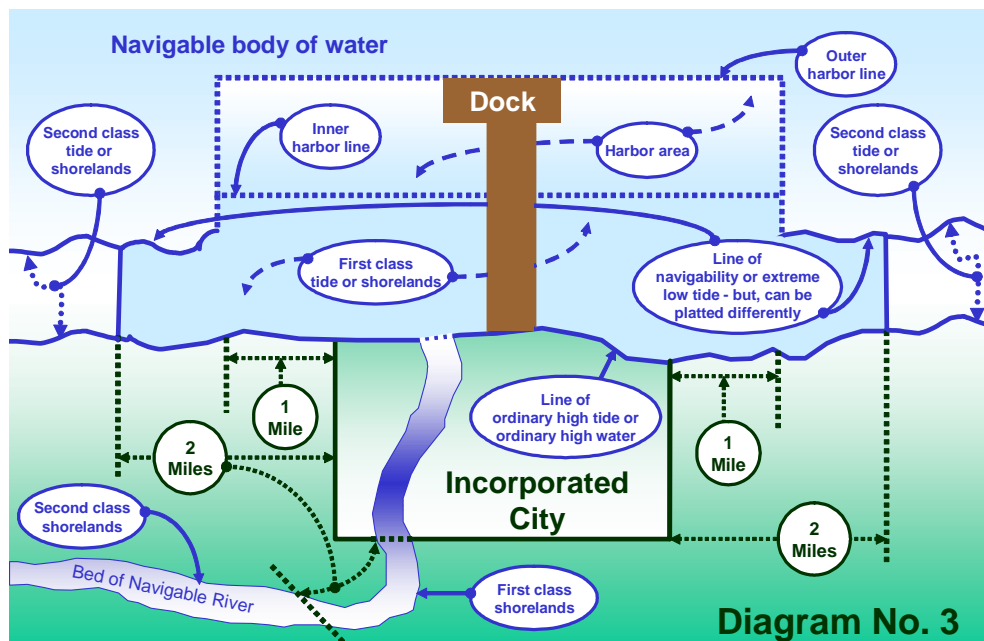 Navigable body of water
Outer
harbor line
Dock
Second class
tide or
shorelands
Inner
harbor line
Harbor area
Second class
tide or
shorelands
First class
tide or shorelands
Line of
navigability or extreme
low tide - but, can be
platted differently
1
Mile
Line of
ordinary high tide or
ordinary high water
1
Mile
2
Miles
Incorporated
City
Second class
shorelands
2
Miles
Bed of Navigable River
First class
shorelands
Diagram No. 3